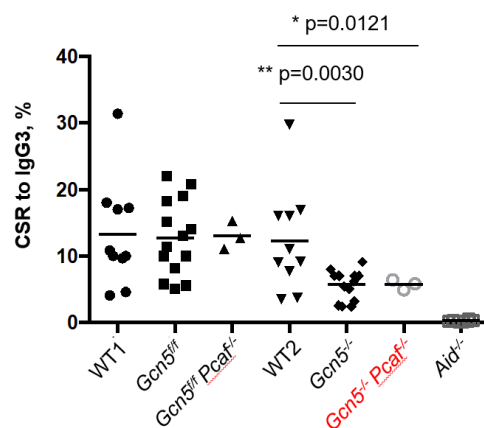 * p=0.0121
** p=0.0030
CSR to IgG3, %
40
30
20
10
0
WT1
Gcn5f/f
Gcn5f/f Pcaf-/-
WT2
Gcn5-/-
Gcn5-/- Pcaf-/-
Aid-/-